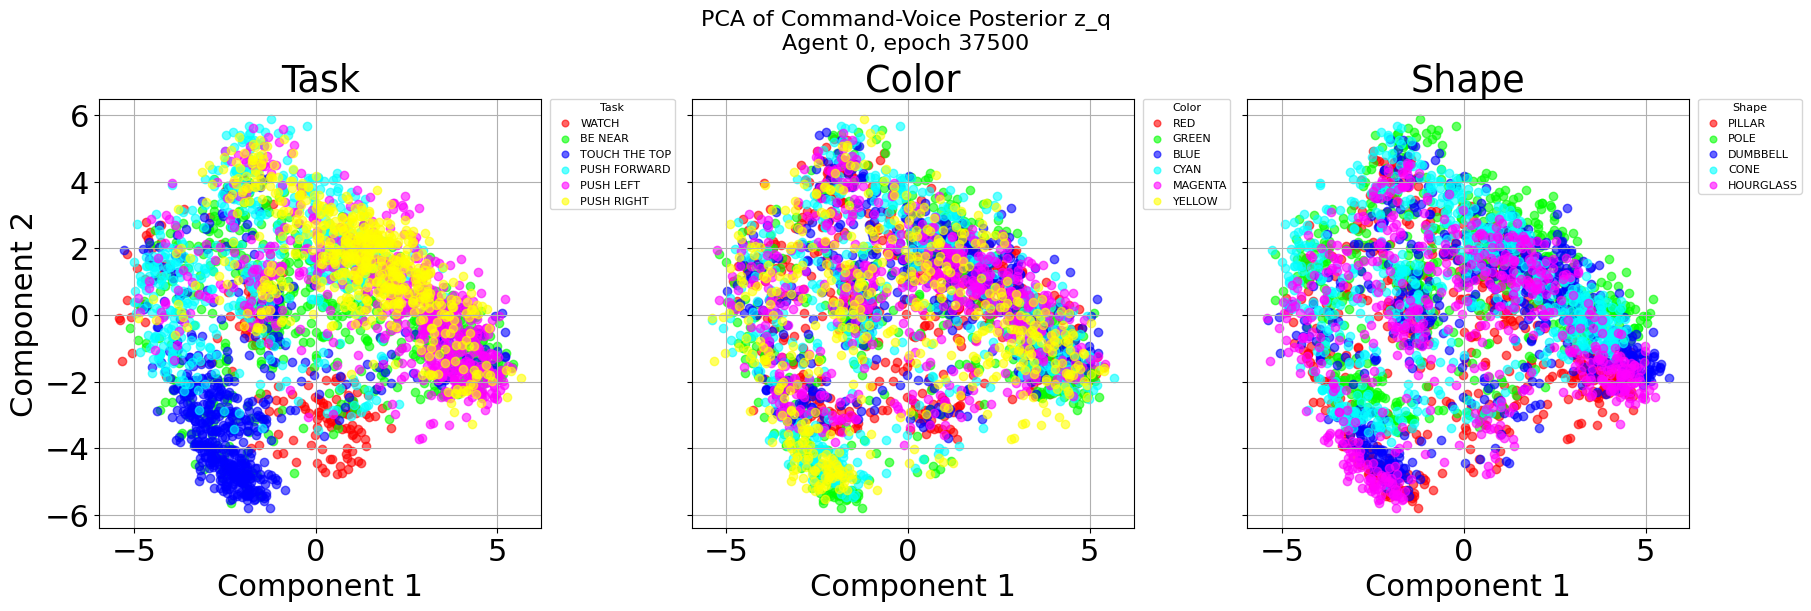 PCA of Command-Voice Posterior z_q
Agent 0, epoch 37500
Task
Color
Shape
Component 2
6
4
2
0
−2
−4
−6
−5 0 5
Component 1
Task
WATCH
BE NEAR
TOUCH THE TOP
PUSH FORWARD
PUSH LEFT
PUSH RIGHT
−5 0 5
Component 1
Color
RED
GREEN
BLUE
CYAN
MAGENTA
YELLOW
−5 0 5
Component 1
Shape
PILLAR
POLE
DUMBBELL
CONE
HOURGLASS